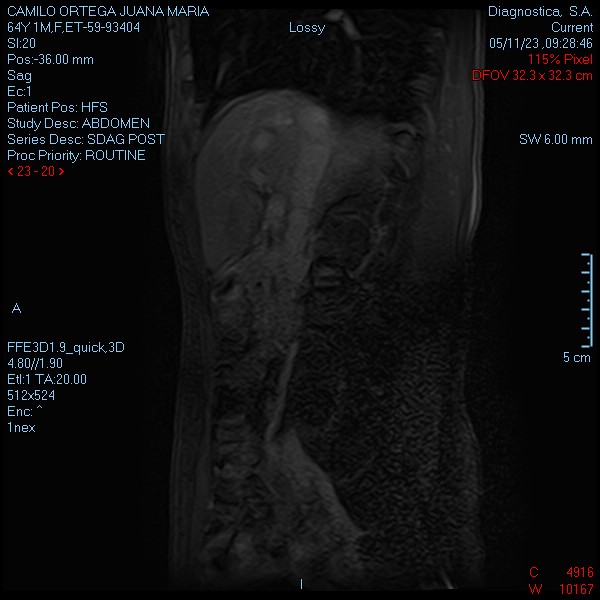 CAMILO ORTEGA JUANA MARIA
64Y 1M,F,ET-59-93404
Sl:20
Pos:-36.00 mm
Sag
Ec:1
Patient Pos: HFS
Study Desc: ABDOMEN
Series Desc: SDAG POST
Proc Priority: ROUTINE
< 23 - 20 >
Lossy
Diagnostica, S.A.
Current
05/11/23 ,09:28:46
115% Pixel
DFOV 32.3 x 32.3 cm
SW 6.00 mm
A
5 cm
FFE3D1.9_quick,3D
4.80//1.90
Etl:1 TA:20.00
512x524
Enc: ^
1nex
I
C 4916
W 10167